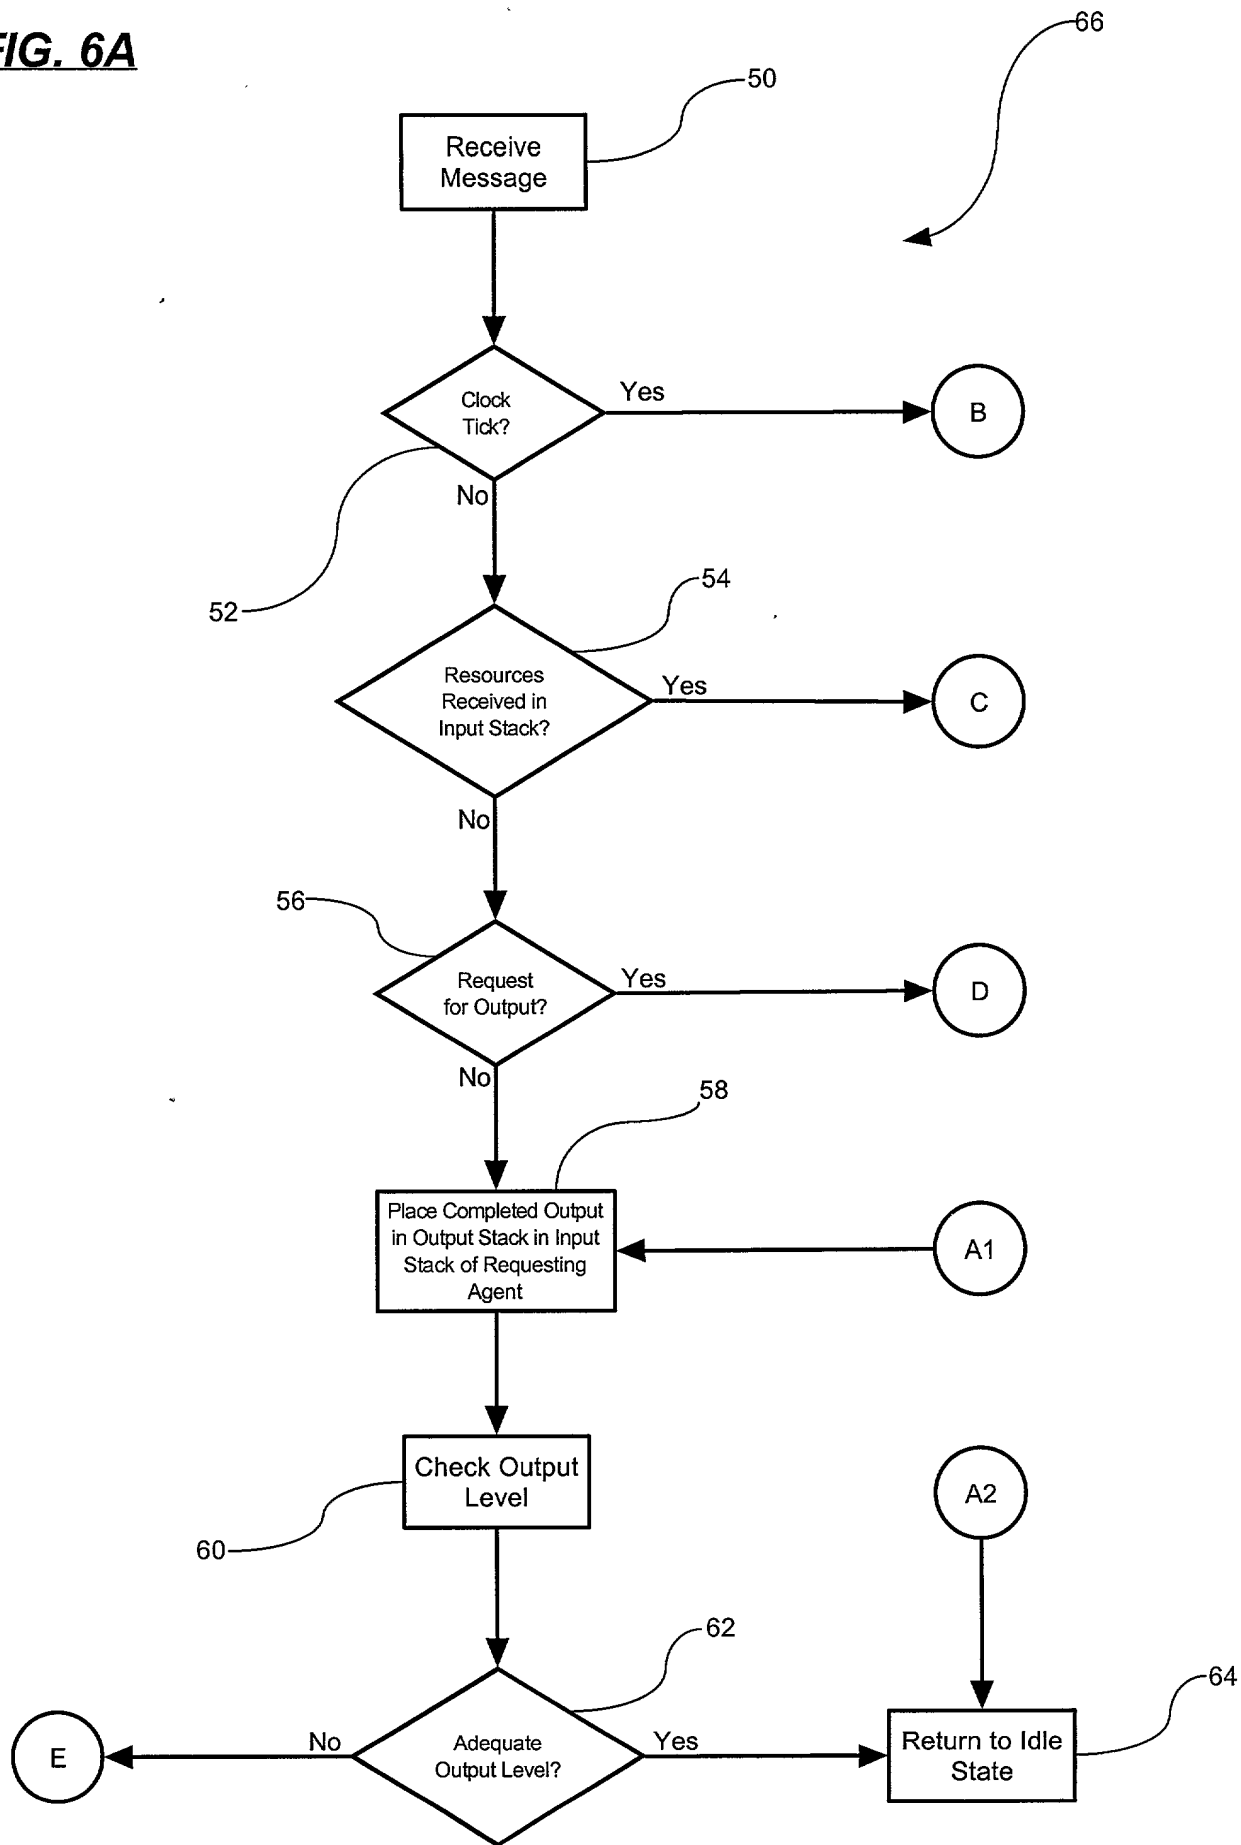 FIG. 6A
66
50
Receive
Message
Clock
Tick?
Yes
B
No
52
54
Resources
Received in
Input Stack?
Yes
C
No
56
Request
for Output?
Yes
D
No
58
Place Completed Output
in Output Stack in Input
Stack of Requesting
Agent
A1
Check Output
Level
60
A2
62
64
E
No
Adequate
Output Level?
Yes
Return to Idle
State